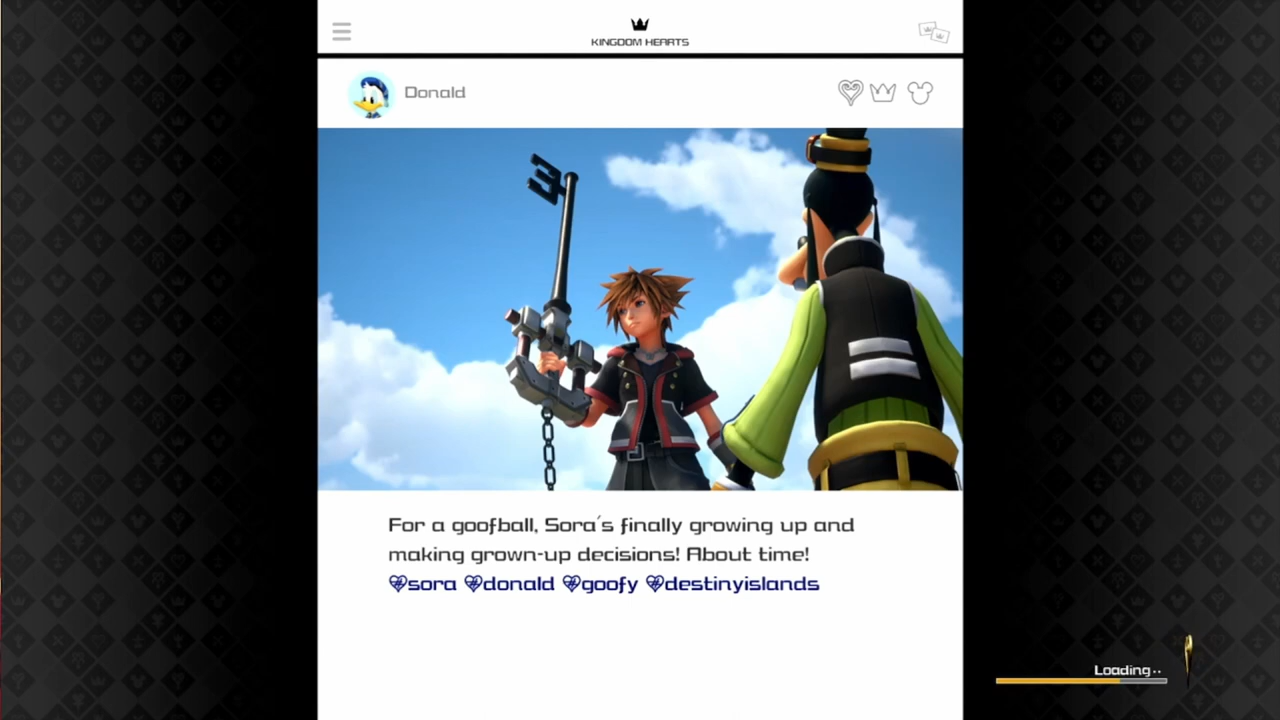 KINGDOM HEARTS
Donald
For a goofball, Sora's finally growing up and
making grown-up decisions! About time!
sora donald goofy destinyislands
Loading..